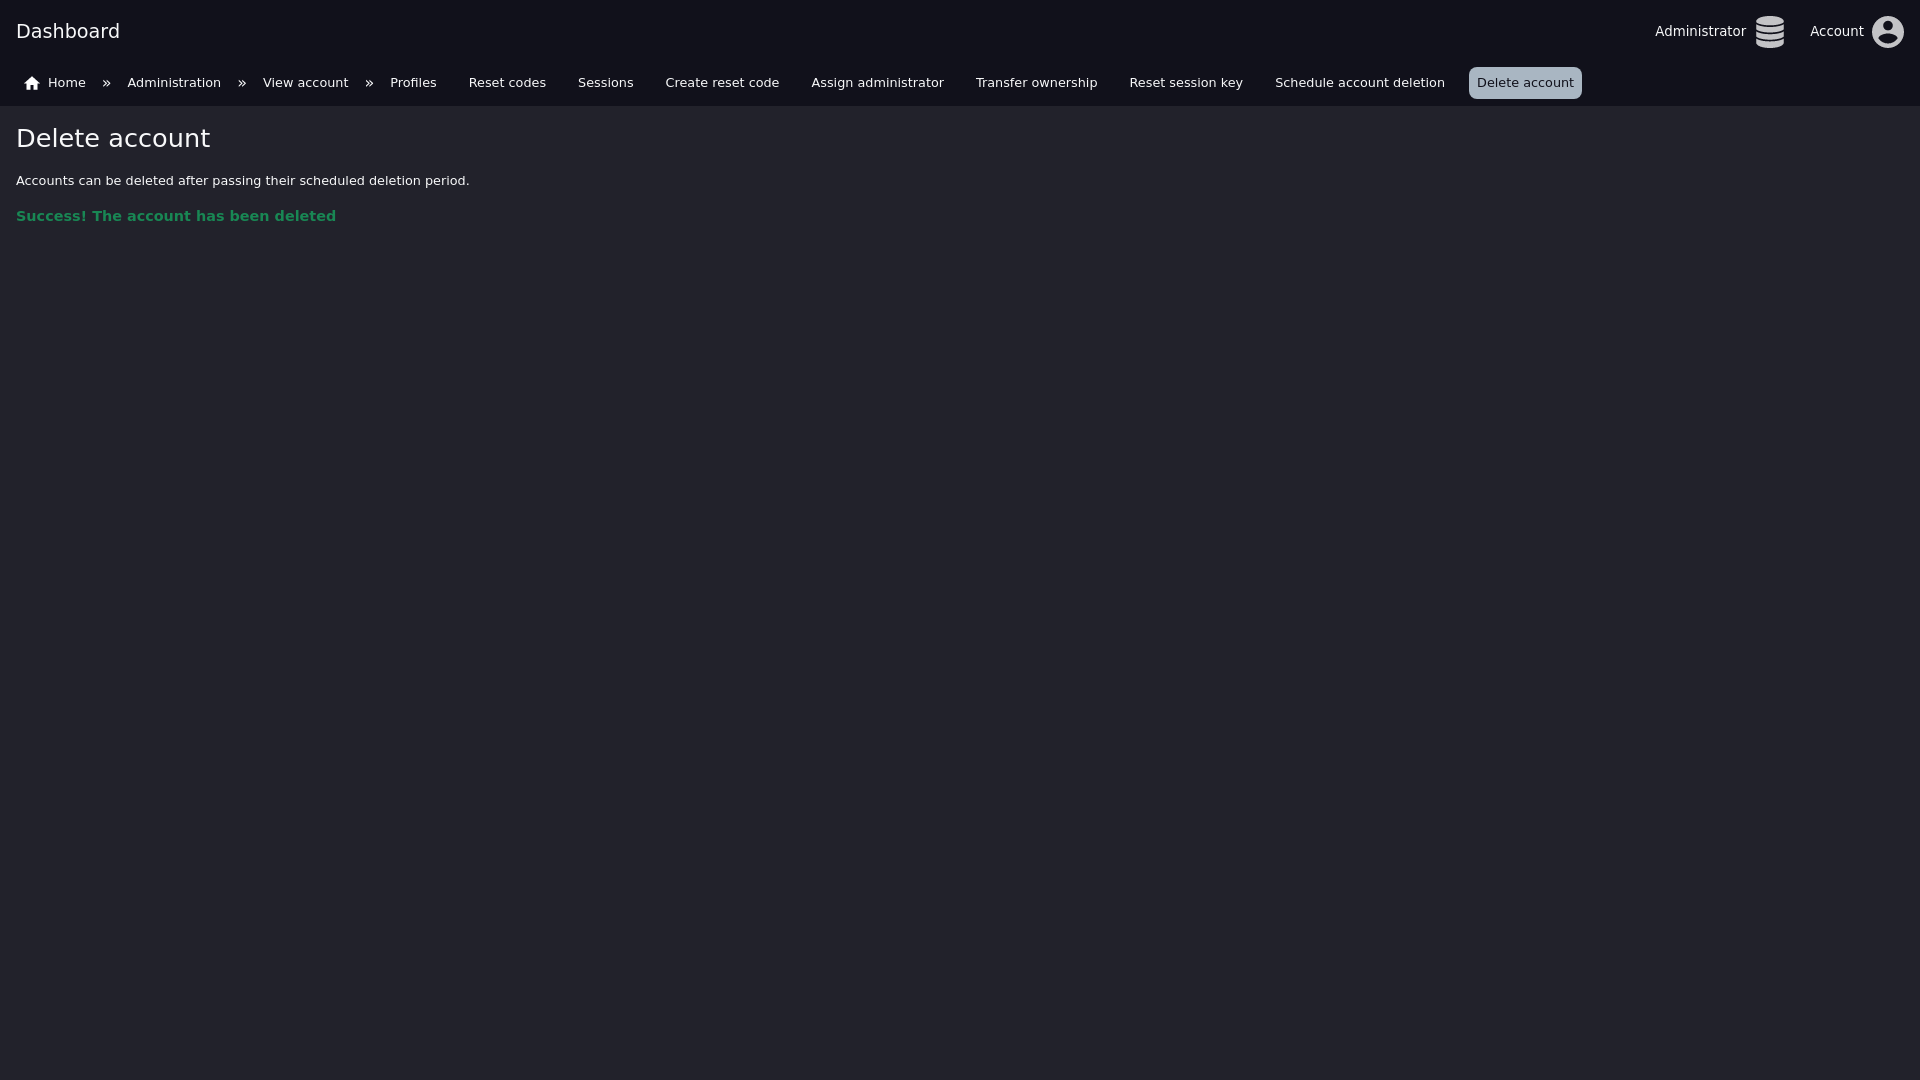 Dashboard
Administrator
Account
Home » Administration » View account » Profiles Reset codes Sessions Create reset code Assign administrator Transfer ownership Reset session key Schedule account deletion Delete account
Delete account
Accounts can be deleted after passing their scheduled deletion period.
Success! The account has been deleted